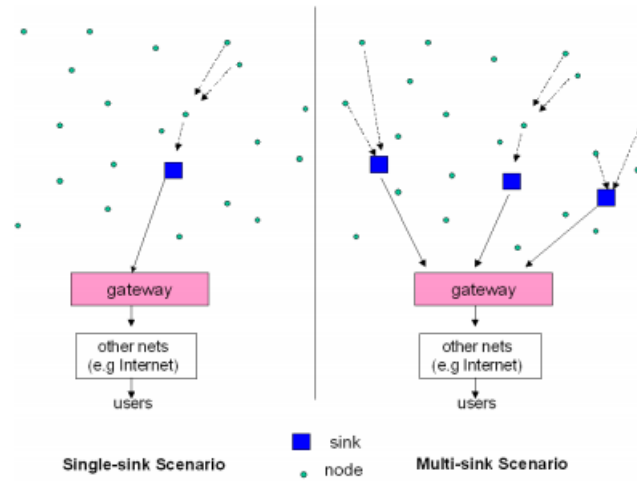 gateway
other nets
(e.g Internet)
users
Single-sink Scenario
gateway
other nets
(e.g Internet)
users
Multi-sink Scenario
sink
node